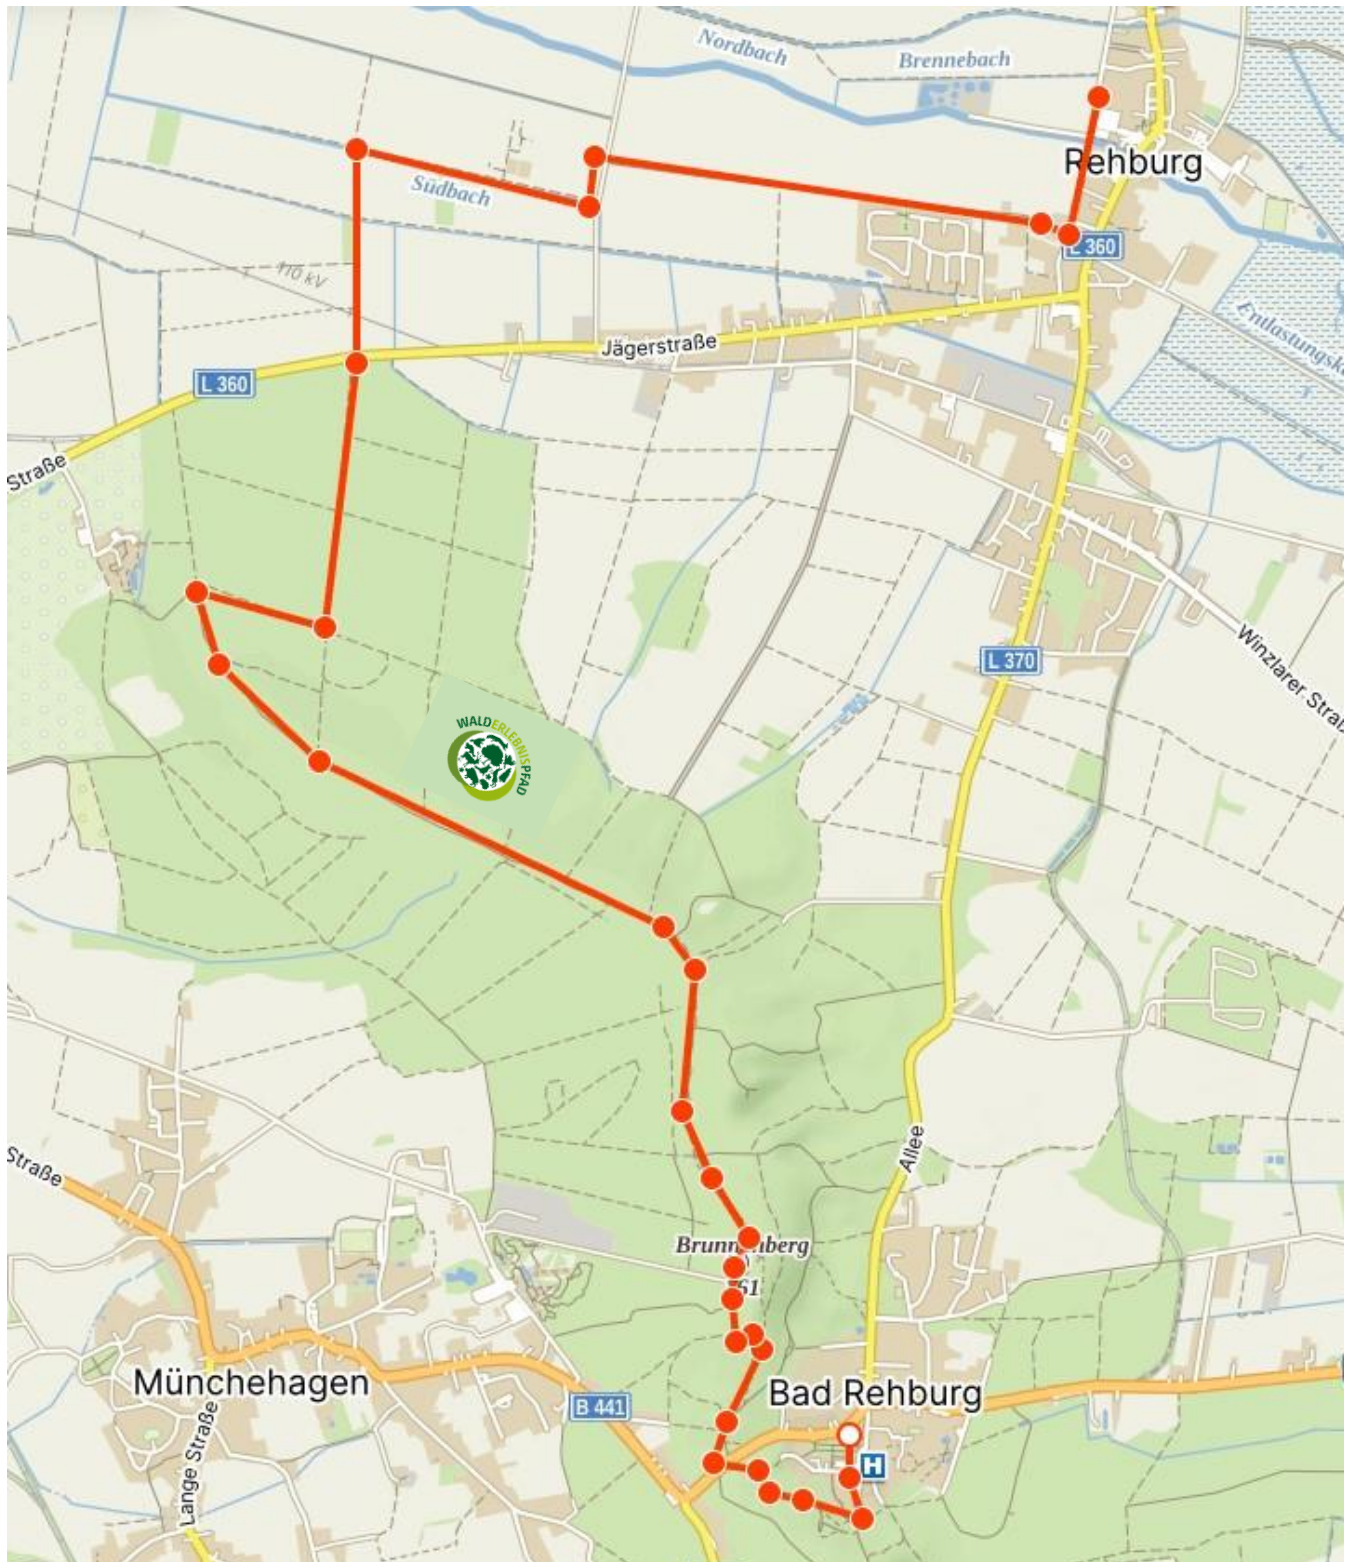 Nordbach
Brennebach
Rehburg
Südbach
L 360
110 kV
Entlastungsk
Jägerstraße
L 360
Straße
L 370
Winzlarer Straß
WALDERLEBNISPFAD
Allee
Straße
Brunnenberg
161
Münchehagen
Bad Rehburg
B 441
Lange Straße
H